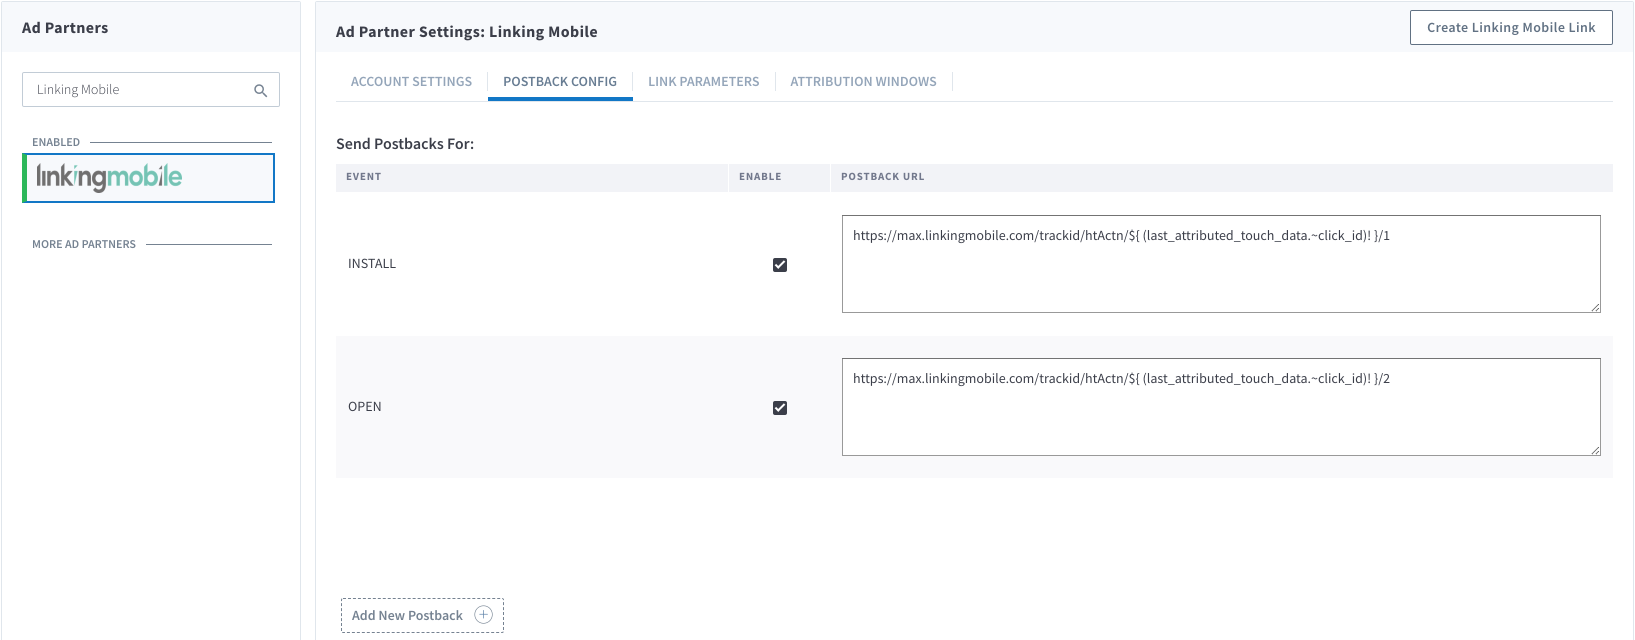 Ad Partners
Linking Mobile
ENABLED
linkingmobile
MORE AD PARTNERS
Ad Partner Settings: Linking Mobile
Create Linking Mobile Link
ACCOUNT SETTINGS
POSTBACK CONFIG
LINK PARAMETERS
ATTRIBUTION WINDOWS
Send Postbacks For:
EVENT
ENABLE
POSTBACK URL
INSTALL
https://max.linkingmobile.com/trackid/htActn/${ (last_attributed_touch_data.~click_id)! }/1
OPEN
https://max.linkingmobile.com/trackid/htActn/${ (last_attributed_touch_data.~click_id)! }/2
Add New Postback